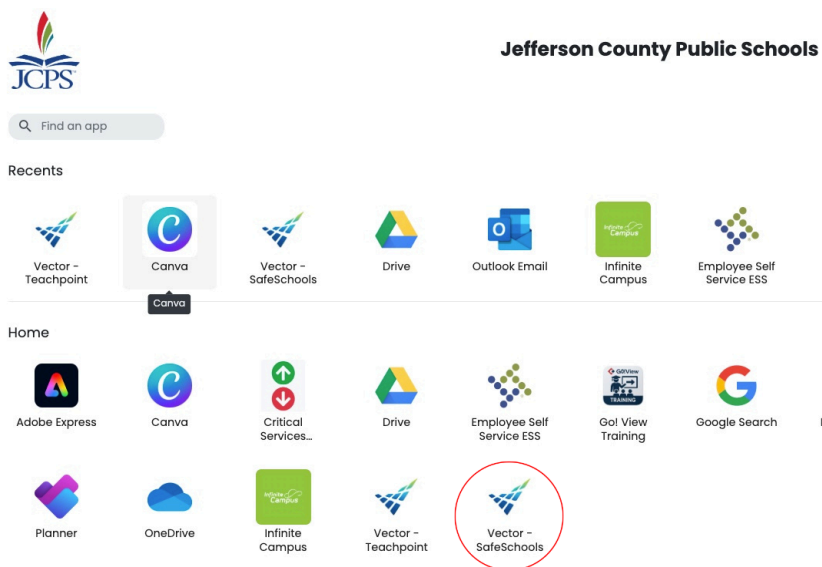 JCPS
Jefferson County Public Schools
Find an app
Recents
Vector -
Teachpoint
Canva
Vector -
SafeSchools
Drive
Outlook Email
Infinite
Campus
Infinite
Campus
Employee Self
Service ESS
Canva
Home
Adobe Express
Canva
Critical
Services...
Drive
Employee Self
Service ESS
GO!View
TRAINING
Go! View
Training
Google Search
Planner
OneDrive
Infinite
Campus
Infinite
Campus
Vector -
Teachpoint
Vector -
SafeSchools